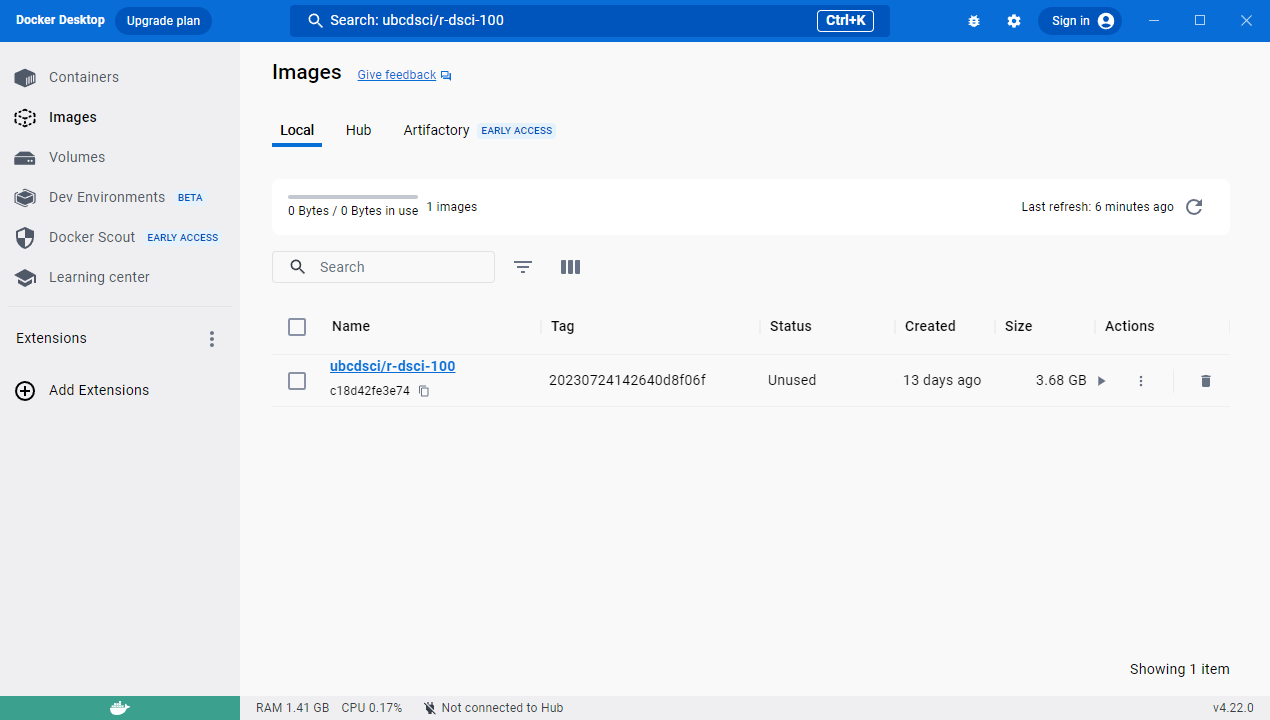 Docker Desktop Upgrade plan Search: ubcdsci/r-dsci-100 Ctrl+K Sign in
Containers
Images
Volumes
Dev Environments BETA
Docker Scout EARLY ACCESS
Learning center
Extensions
Add Extensions
Images Give feedback
Local Hub Artifactory EARLY ACCESS
0 Bytes / 0 Bytes in use 1 images Last refresh: 6 minutes ago
Search
Name Tag Status Created Size Actions
ubcdsci/r-dsci-100
c18d42fe3e74
20230724142640d8f06f Unused 13 days ago 3.68 GB
Showing 1 item
RAM 1.41 GB CPU 0.17% Not connected to Hub v4.22.0